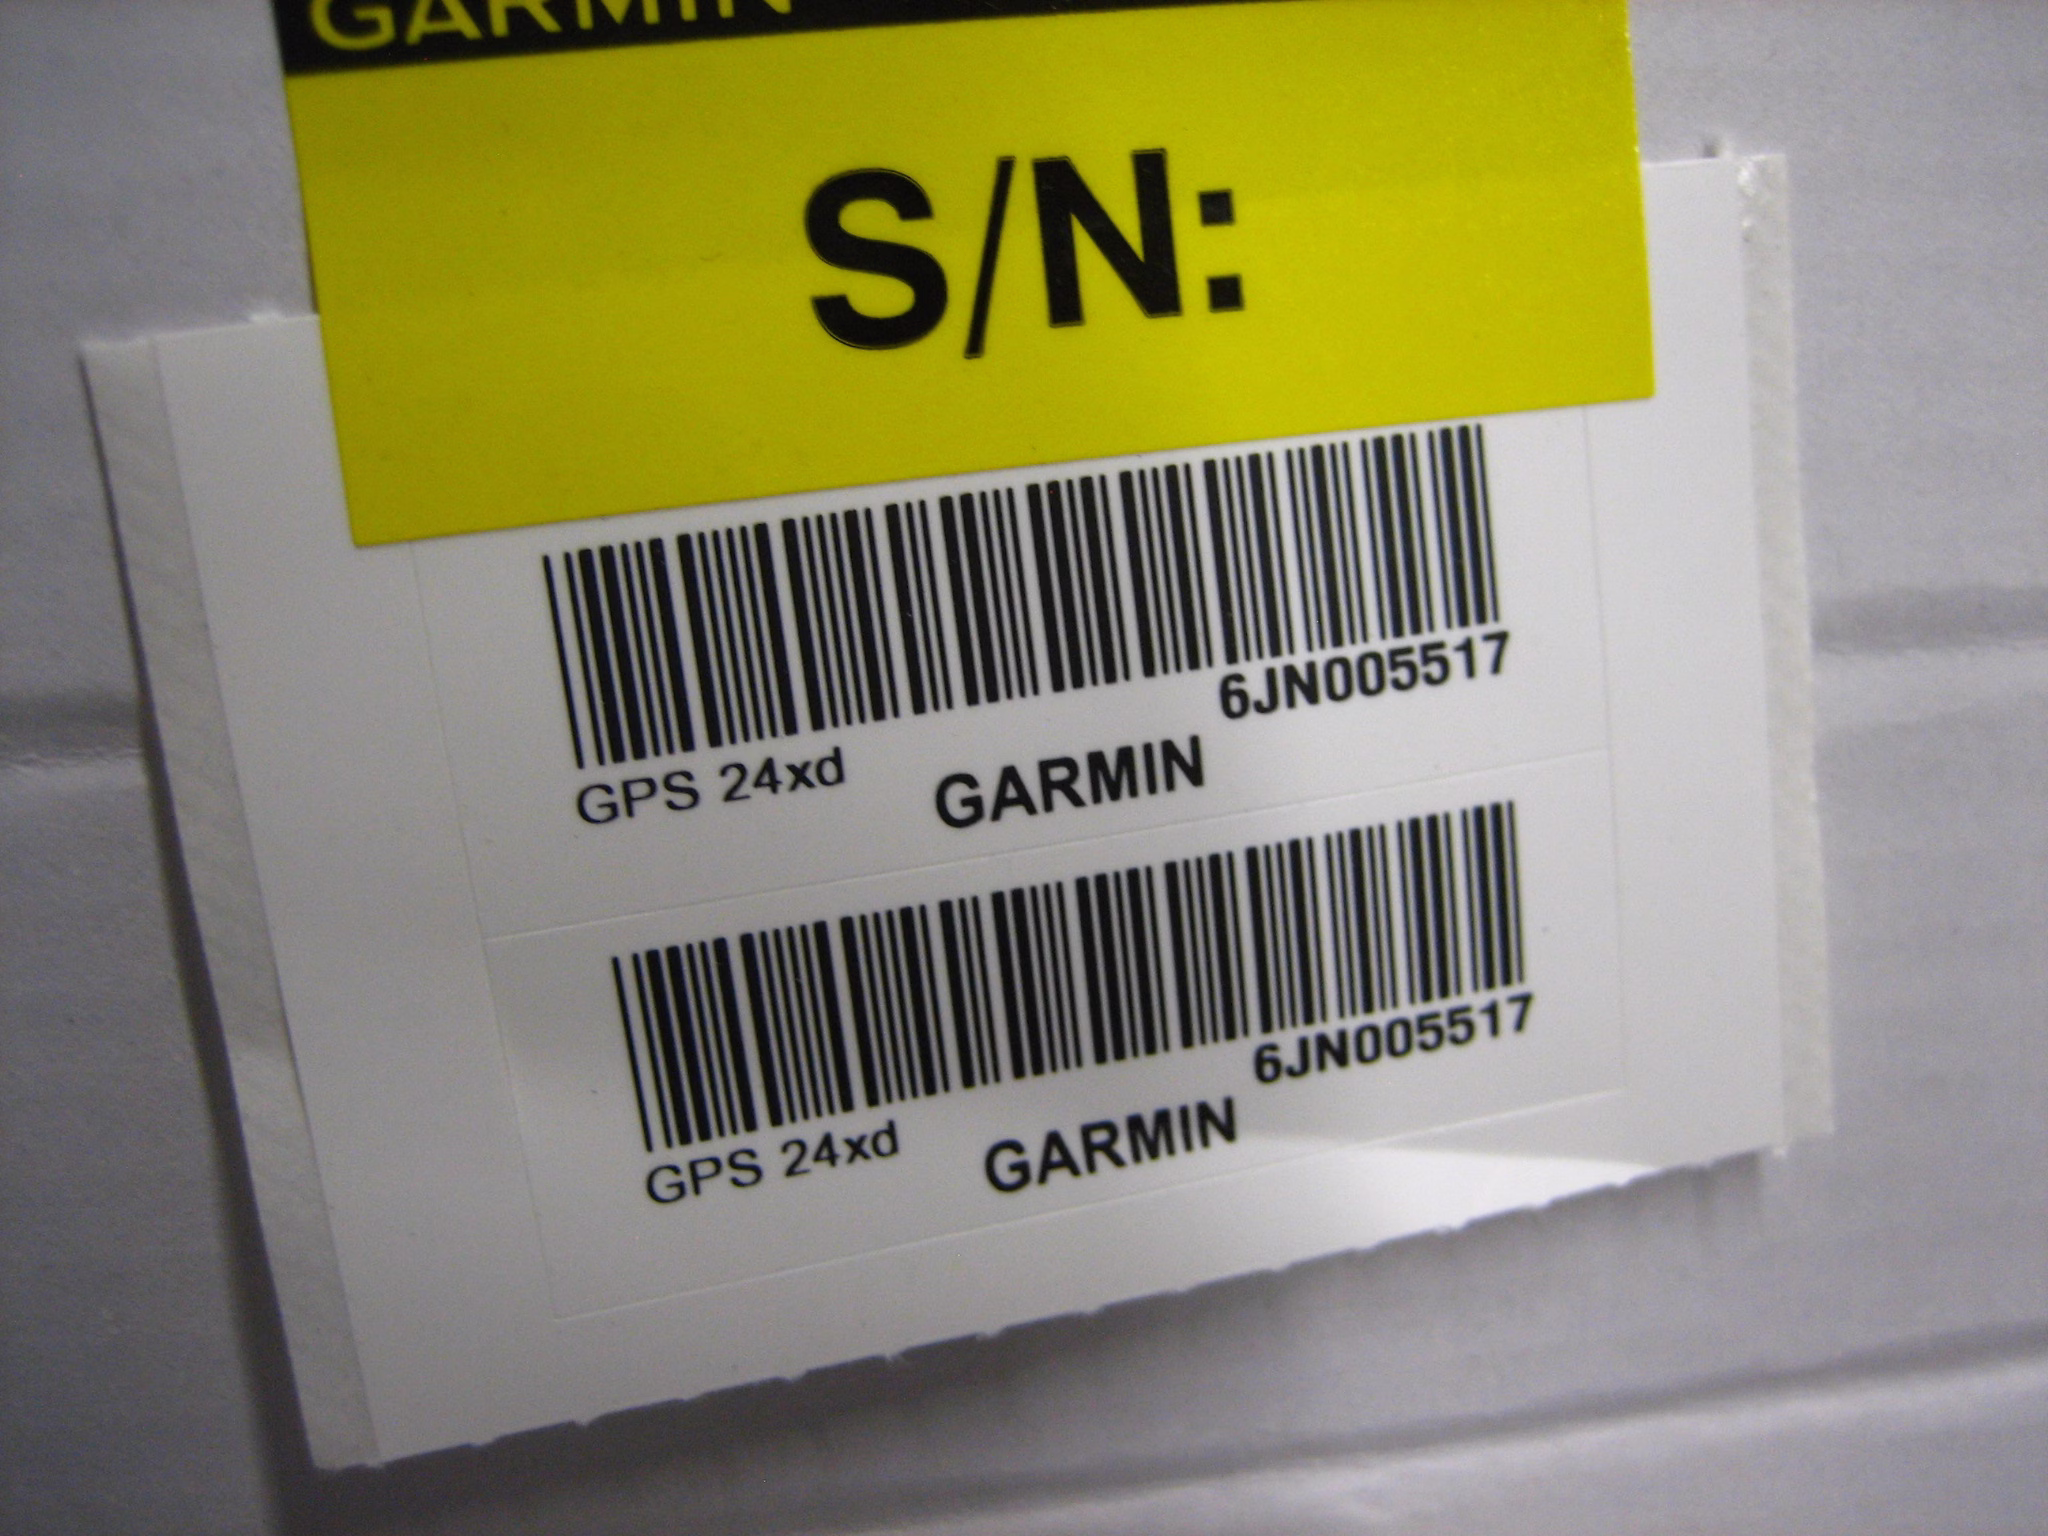 GARMIN
S/N:
6JN005517
GPS 24xd
GARMIN
6JN005517
GPS 24xd
GARMIN